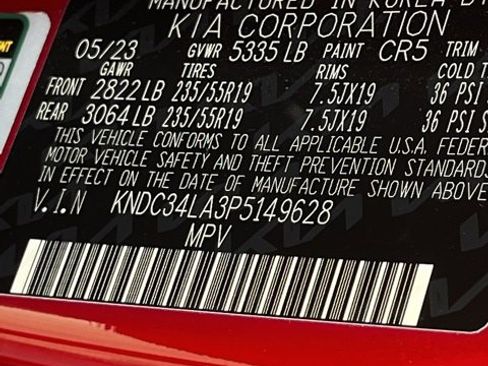 MANUFACTURED IN KOREA BY
KIA CORPORATION
05/23 GVWR 5335 LB PAINT CR5 TRIM
GAWR TIRES RIMS COLD
FRONT 2822 LB 235/55R19 7.5JX19 36 PSI
REAR 3064 LB 235/55R19 7.5JX19 36 PSI
THIS VEHICLE CONFORMS TO ALL APPLICABLE U.S.A. FEDER
MOTOR VEHICLE SAFETY AND THEFT PREVENTION STANDARDS
IN EFFECT ON THE DATE OF MANUFACTURE SHOWN ABOVE
V.I.N KNDC34LA3P5149628
MPV